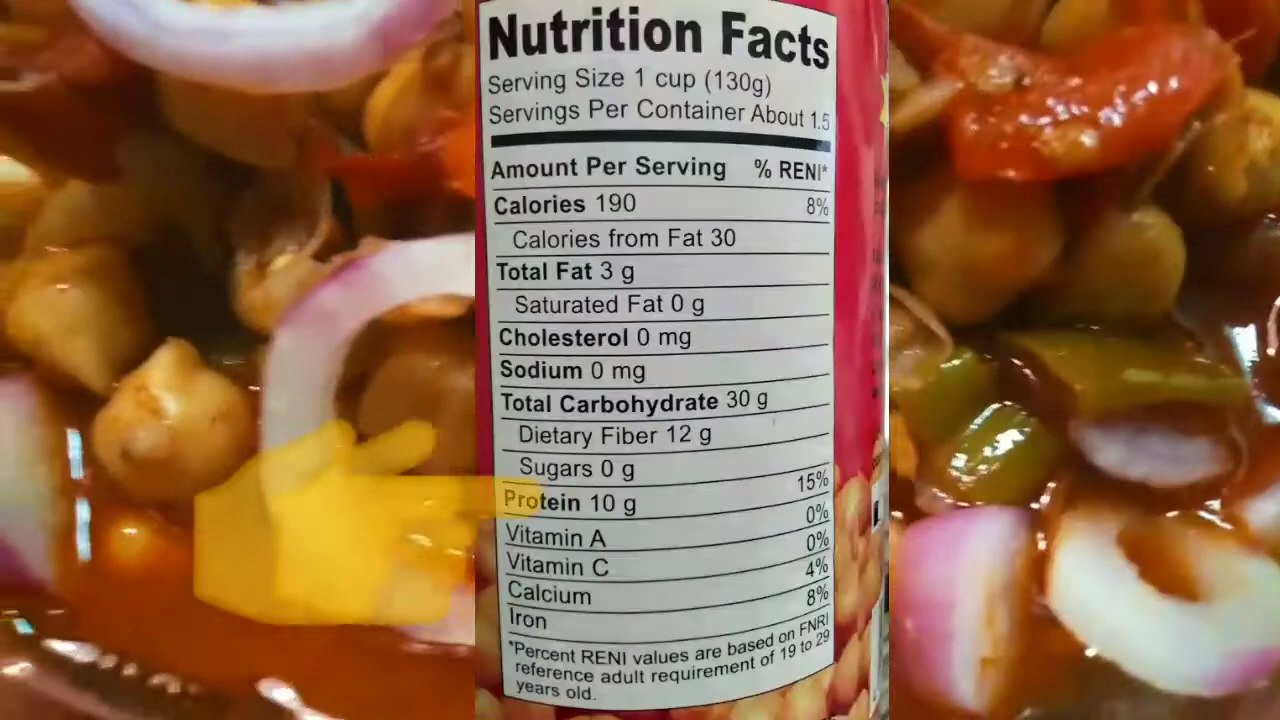 Nutrition Facts
Serving Size 1 cup (130g)
Servings Per Container About 1.5
Amount Per Serving % RENI*
Calories 190 8%
Calories from Fat 30
Total Fat 3 g
Saturated Fat 0 g
Cholesterol 0 mg
Sodium 0 mg
Total Carbohydrate 30 g
Dietary Fiber 12 g
Sugars 0 g
Protein 10 g 15%
Vitamin A 0%
Vitamin C 0%
Calcium 4%
Iron 8%
*Percent RENI values are based on FNRI
reference adult requirement of 19 to 29
years old.